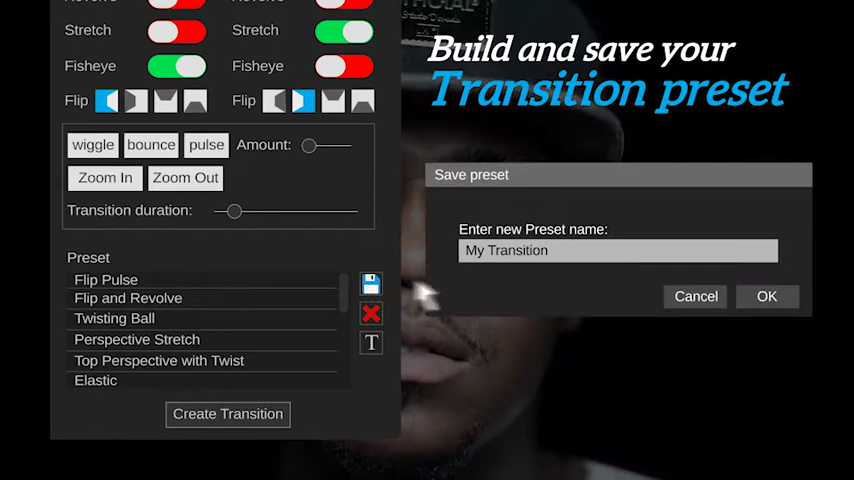 Stretch Stretch
Fisheye Fisheye
Flip Flip
wiggle bounce pulse Amount:
Zoom In Zoom Out
Transition duration:
Preset
Flip Pulse
Flip and Revolve
Twisting Ball
Perspective Stretch
Top Perspective with Twist
Elastic
T
Create Transition
Build and save your
Transition preset
Save preset
Enter new Preset name:
My Transition
Cancel OK